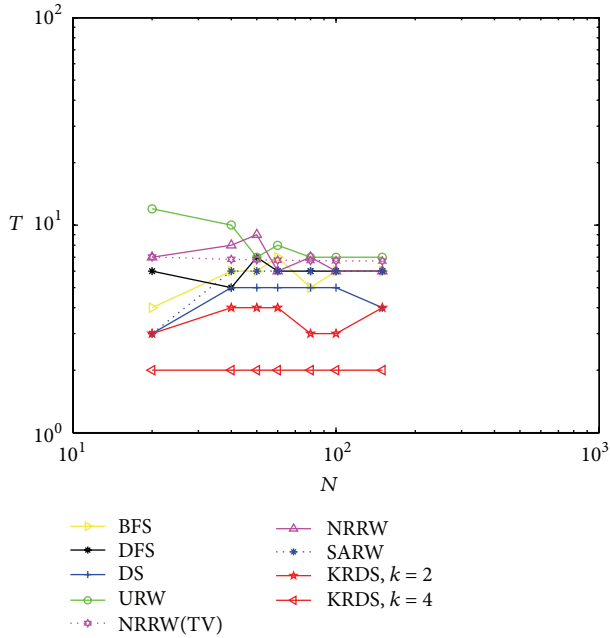 10²
T
10¹
10⁰
10¹
10²
10³
N
BFS
DFS
DS
URW
NRRW(TV)
NRRW
SARW
KRDS, k = 2
KRDS, k = 4